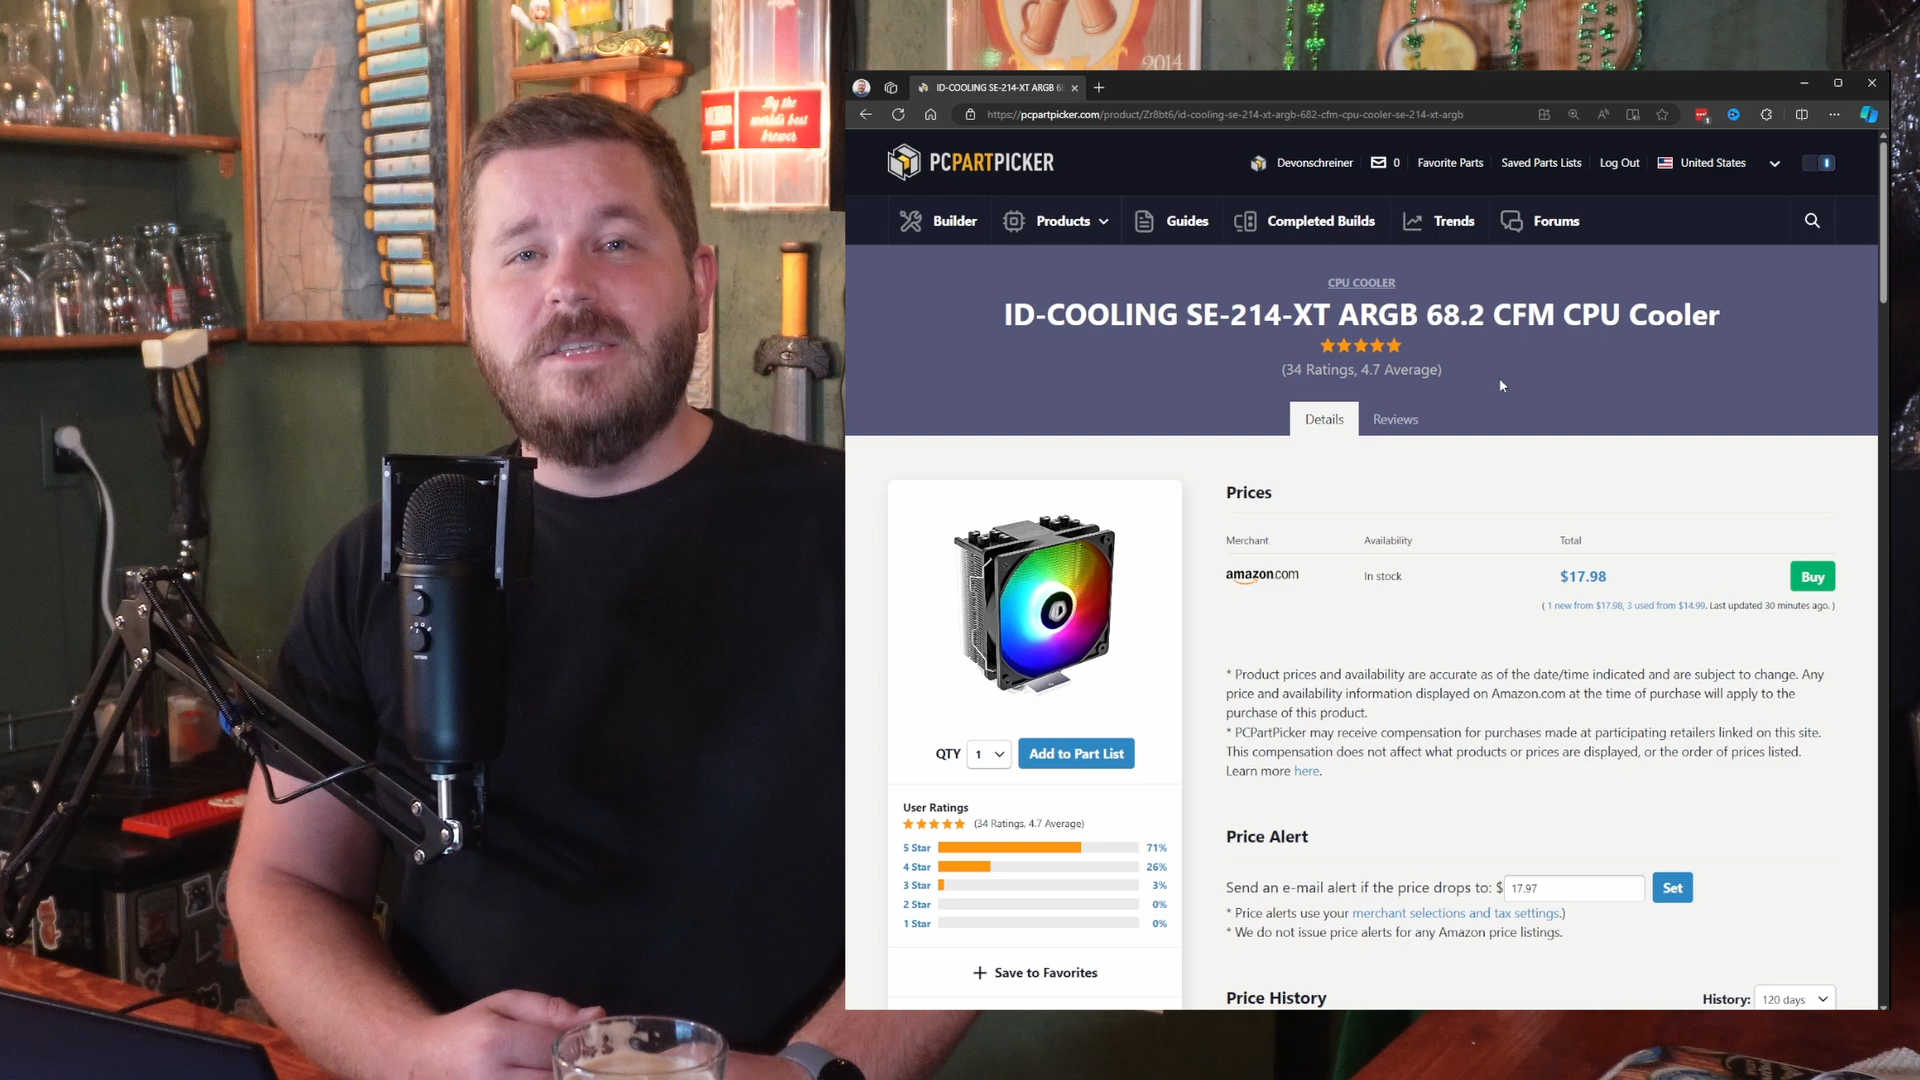 2014
By the
world's best
brewer
ID-COOLING SE-214-XT ARGB 6
https://pcpartpicker.com/product/Zr8bt6/id-cooling-se-214-xt-argb-682-cfm-cpu-cooler-se-214-xt-argb
PCPARTPICKER
Devonschreiner
0
Favorite Parts
Saved Parts Lists
Log Out
United States
Builder
Products
Guides
Completed Builds
Trends
Forums
CPU COOLER
ID-COOLING SE-214-XT ARGB 68.2 CFM CPU Cooler
(34 Ratings, 4.7 Average)
Details
Reviews
Prices
Merchant Availability Total
amazon.com In stock $17.98 Buy
( 1 new from $17.98, 3 used from $14.99. Last updated 30 minutes ago. )
* Product prices and availability are accurate as of the date/time indicated and are subject to change. Any
price and availability information displayed on Amazon.com at the time of purchase will apply to the
purchase of this product.
* PCPartPicker may receive compensation for purchases made at participating retailers linked on this site.
This compensation does not affect what products or prices are displayed, or the order of prices listed.
Learn more here.
QTY 1 Add to Part List
User Ratings
(34 Ratings, 4.7 Average)
5 Star 71%
4 Star 26%
3 Star 3%
2 Star 0%
1 Star 0%
Save to Favorites
Price Alert
Send an e-mail alert if the price drops to: $ 17.97 Set
* Price alerts use your merchant selections and tax settings.)
* We do not issue price alerts for any Amazon price listings.
Price History
History: 120 days